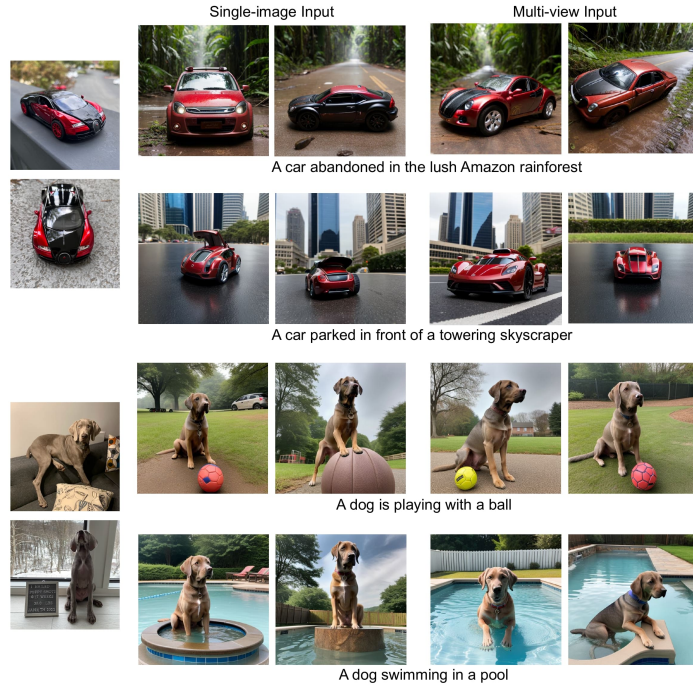 Single-image Input
Multi-view Input
A car abandoned in the lush Amazon rainforest
A car parked in front of a towering skyscraper
A dog is playing with a ball
A dog swimming in a pool